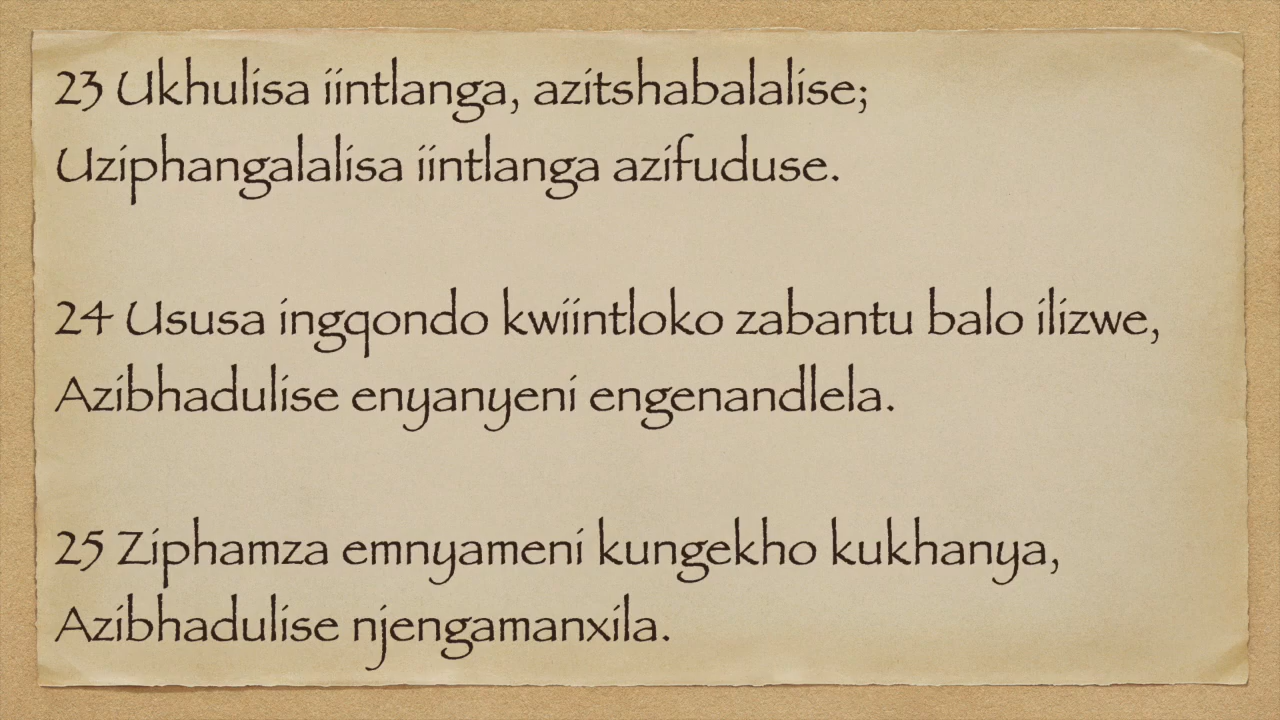 23 Ukhulisa iintlanga, azitshabalalise;
Uziphangalalisa iintlanga azifuduse.
24 Ususa ingqondo kwiintloko zabantu balo ilizwe,
Azibhadulise enyanyeni engenandlela.
25 Ziphamza emnyameni kungekho kukhanya,
Azibhadulise njengamanxila.